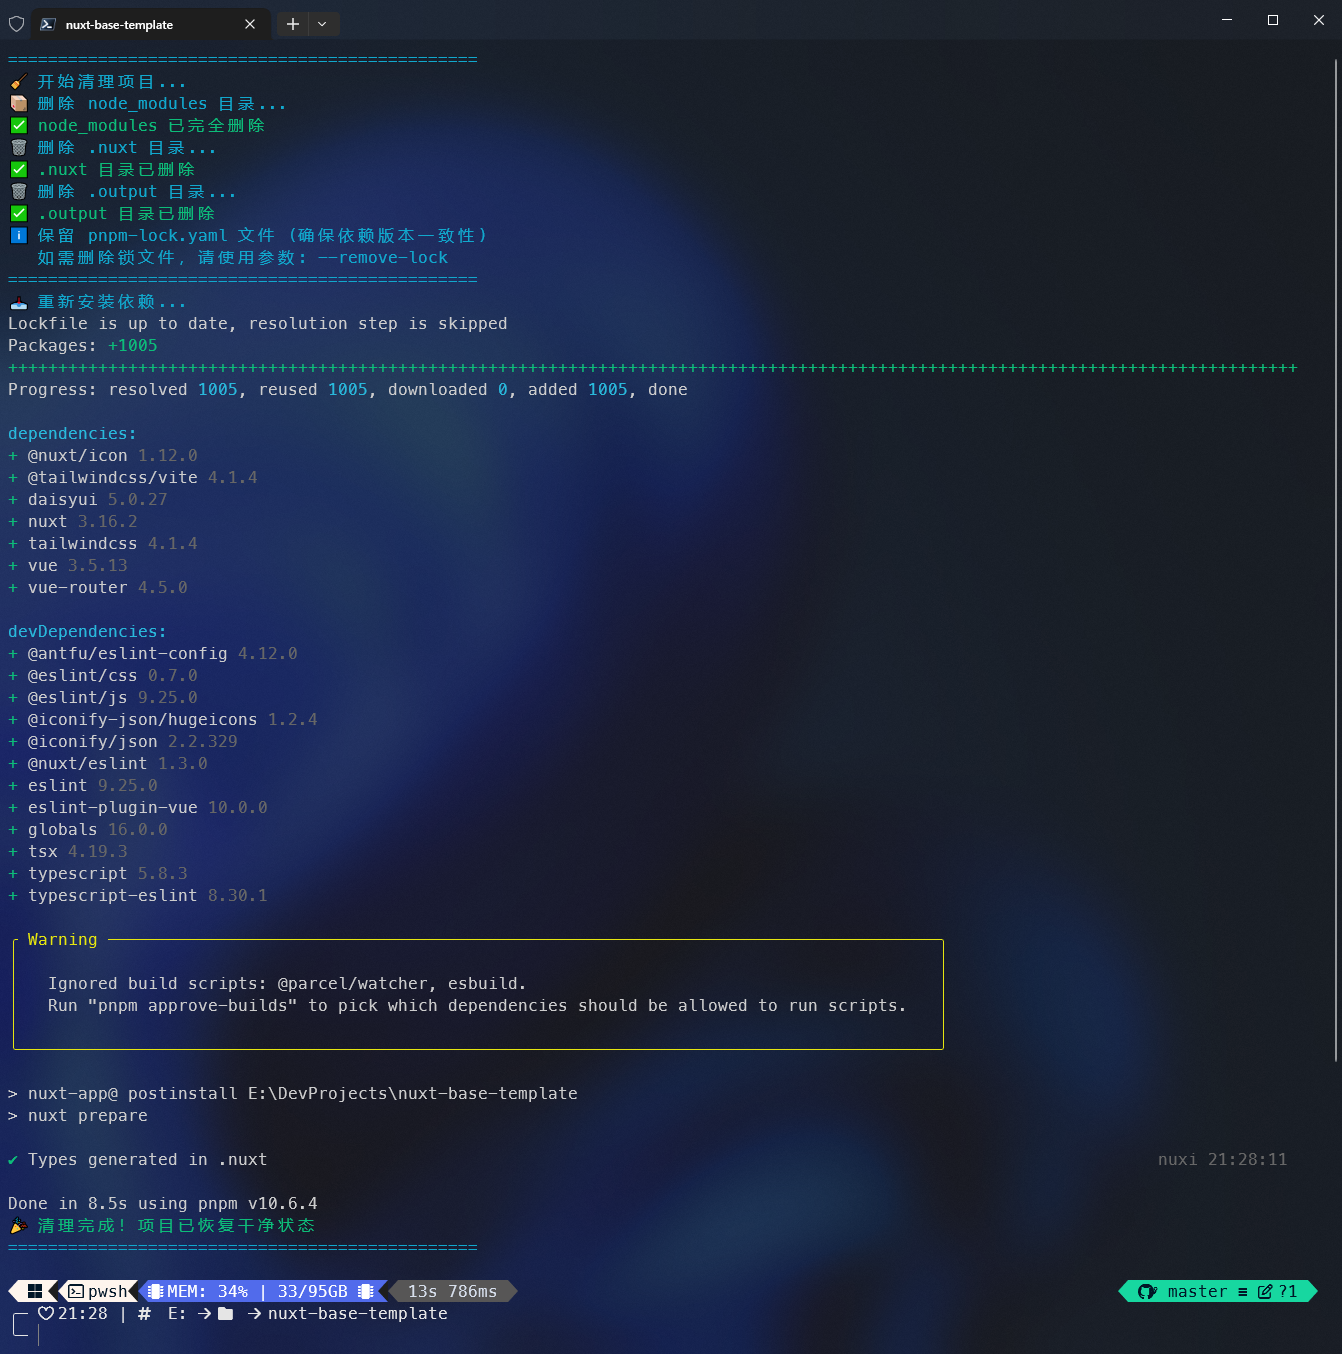 nuxt-base-template
===============================================
🧹 开始清理项目...
📦 删除 node_modules 目录...
✅ node_modules 已完全删除
🗑️ 删除 .nuxt 目录...
✅ .nuxt 目录已删除
🗑️ 删除 .output 目录...
✅ .output 目录已删除
ℹ️ 保留 pnpm-lock.yaml 文件 (确保依赖版本一致性)
如需删除锁文件, 请使用参数: --remove-lock
===============================================
📥 重新安装依赖...
Lockfile is up to date, resolution step is skipped
Packages: +1005
+++++++++++++++++++++++++++++++++++++++++++++++++++++++++++++++++++++++++++++++++++++++++++++++++++++++++++++++++++++++++++++++++
Progress: resolved 1005, reused 1005, downloaded 0, added 1005, done
dependencies:
+ @nuxt/icon 1.12.0
+ @tailwindcss/vite 4.1.4
+ daisyui 5.0.27
+ nuxt 3.16.2
+ tailwindcss 4.1.4
+ vue 3.5.13
+ vue-router 4.5.0
devDependencies:
+ @antfu/eslint-config 4.12.0
+ @eslint/css 0.7.0
+ @eslint/js 9.25.0
+ @iconify-json/hugeicons 1.2.4
+ @iconify/json 2.2.329
+ @nuxt/eslint 1.3.0
+ eslint 9.25.0
+ eslint-plugin-vue 10.0.0
+ globals 16.0.0
+ tsx 4.19.3
+ typescript 5.8.3
+ typescript-eslint 8.30.1
Warning
Ignored build scripts: @parcel/watcher, esbuild.
Run "pnpm approve-builds" to pick which dependencies should be allowed to run scripts.
> nuxt-app@ postinstall E:\DevProjects\nuxt-base-template
> nuxt prepare
✔ Types generated in .nuxt nuxi 21:28:11
Done in 8.5s using pnpm v10.6.4
🎉 清理完成! 项目已恢复干净状态
===============================================
pwsh MEM: 34% | 33/95GB 13s 786ms master ≡ ?1
♡21:28 | # E: → → nuxt-base-template